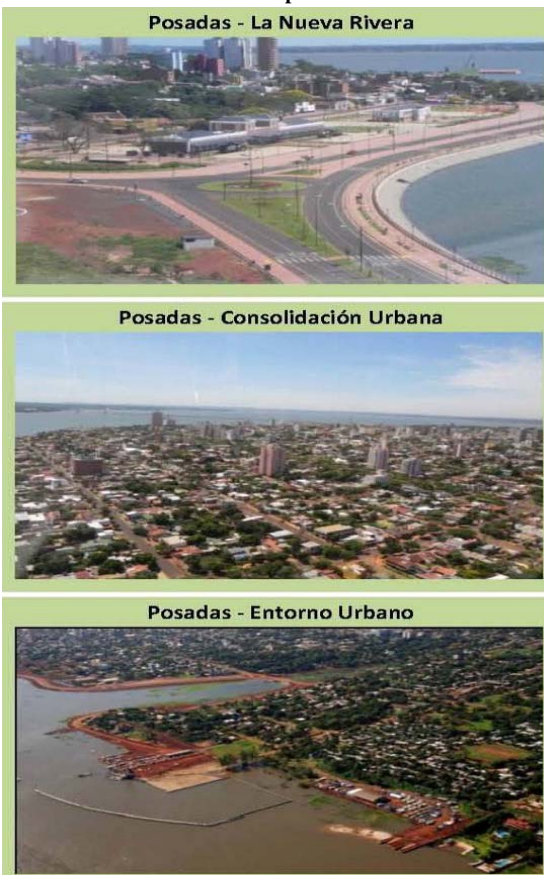 Posadas - La Nueva Rivera
Posadas - Consolidación Urbana
Posadas - Entorno Urbano